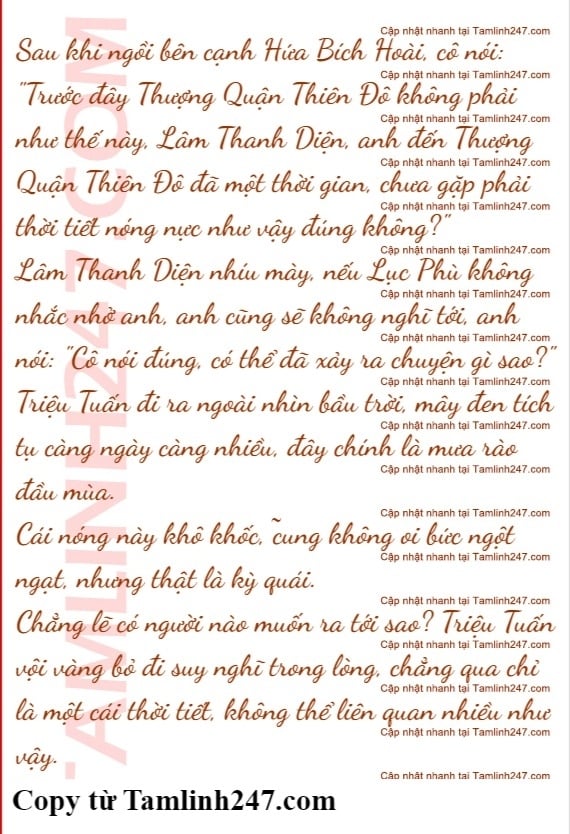 Cập nhật nhanh tại Tamlinh247.com
Sau khi ngồi bên cạnh Hứa Bích Hoài, cô nói:
Cập nhật nhanh tại Tamlinh247.com
"Trước đây Thượng Quận Thiên Đô không phải
Cập nhật nhanh tại Tamlinh247.com
như thế này, Lâm Thanh Diện, anh đến Thượng
Cập nhật nhanh tại Tamlinh247.com
Quận Thiên Đô đã một thời gian, chưa gặp phải
Cập nhật nhanh tại Tamlinh247.com
thời tiết nóng nực như vậy đúng không?"
Cập nhật nhanh tại Tamlinh247.com
Lâm Thanh Diện nhíu mày, nếu Lục Phù không
Cập nhật nhanh tại Tamlinh247.com
nhắc nhở anh, anh cũng sẽ không nghĩ tới, anh
Cập nhật nhanh tại Tamlinh247.com
nói: "Cô nói đúng, có thể đã xảy ra chuyện gì sao?"
Cập nhật nhanh tại Tamlinh247.com
Triệu Tuấn đi ra ngoài nhìn bầu trời, mây đen tích
Cập nhật nhanh tại Tamlinh247.com
tụ càng ngày càng nhiều, đây chính là mưa rào
Cập nhật nhanh tại Tamlinh247.com
đầu mùa.
Cập nhật nhanh tại Tamlinh247.com
Cái nóng này khô khốc, ˜cung không oi bức ngột
Cập nhật nhanh tại Tamlinh247.com
ngạt, nhưng thật là kỳ quái.
Cập nhật nhanh tại Tamlinh247.com
Chẳng lẽ có người nào muốn ra tới sao? Triệu Tuấn
Cập nhật nhanh tại Tamlinh247.com
vội vàng bỏ đi suy nghĩ trong lòng, chẳng qua chỉ
Cập nhật nhanh tại Tamlinh247.com
là một cái thời tiết, không thể liên quan nhiều như
Cập nhật nhanh tại Tamlinh247.com
vậy.
Cập nhật nhanh tại Tamlinh247.com
TAMLINH247.COM
Copy từ Tamlinh247.com